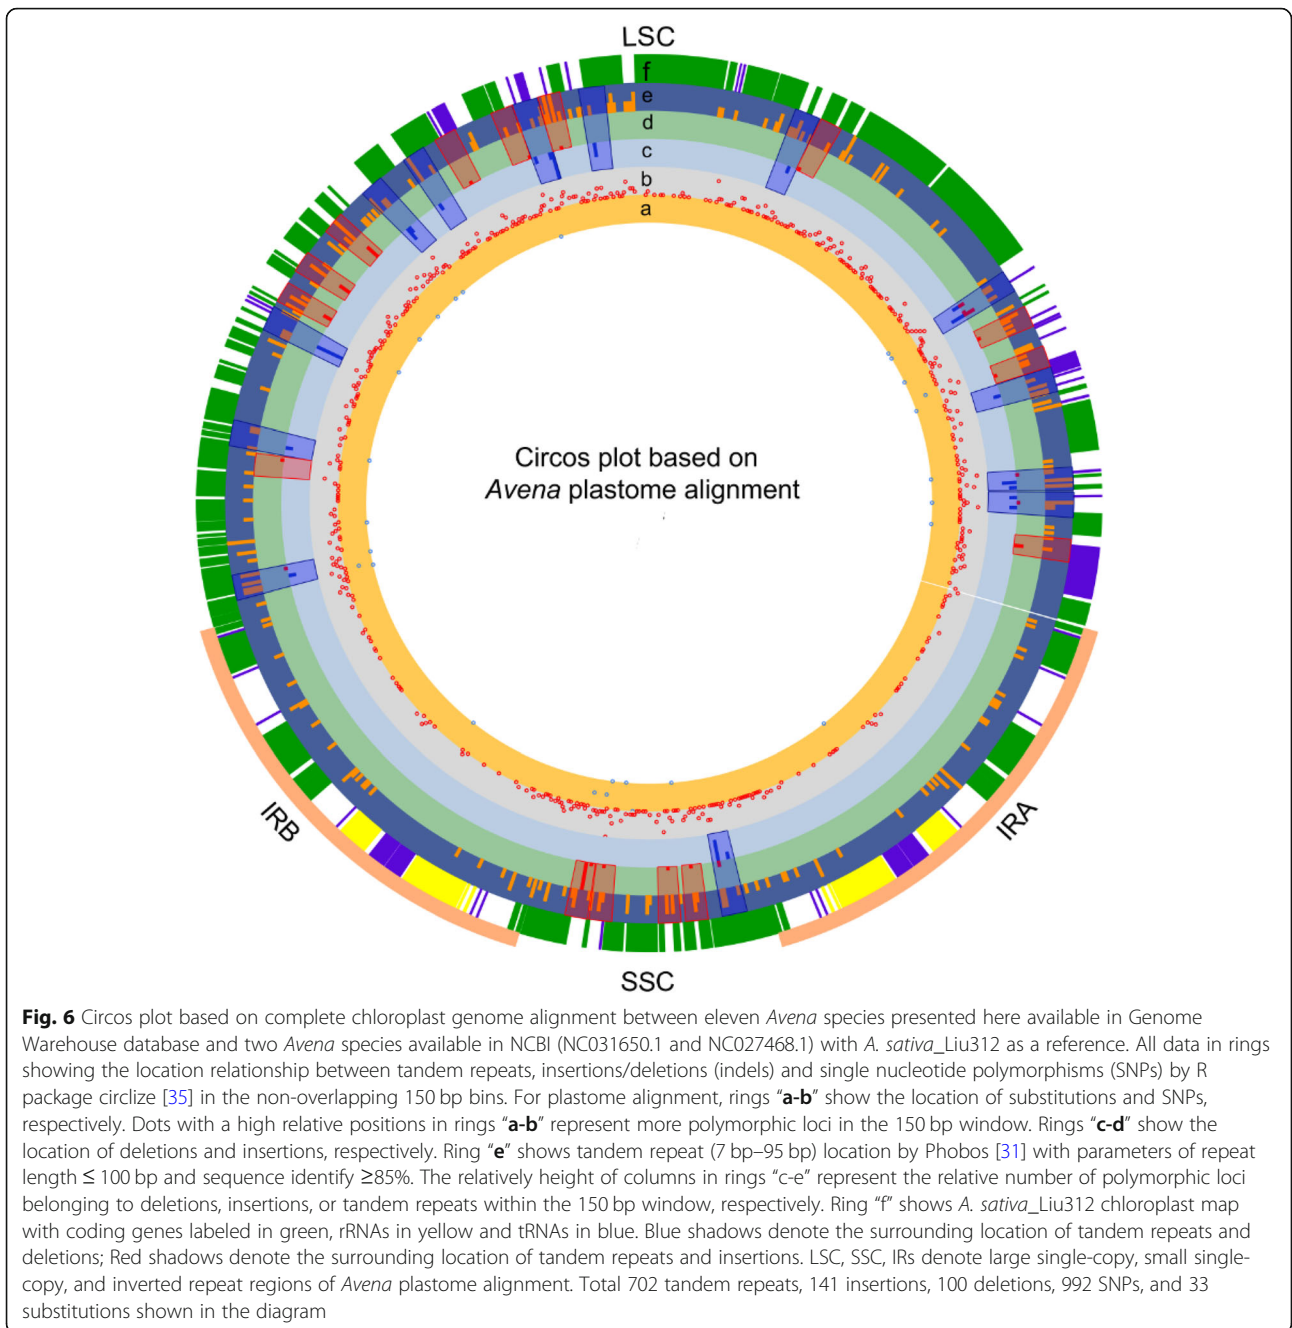 LSC
f
e
d
c
b
a
Circos plot based on
Avena plastome alignment
IRB
IRA
SSC
Fig. 6 Circos plot based on complete chloroplast genome alignment between eleven Avena species presented here available in Genome
Warehouse database and two Avena species available in NCBI (NC031650.1 and NC027468.1) with A. sativa_Liu312 as a reference. All data in rings
showing the location relationship between tandem repeats, insertions/deletions (indels) and single nucleotide polymorphisms (SNPs) by R
package circlize [35] in the non-overlapping 150 bp bins. For plastome alignment, rings “a-b” show the location of substitutions and SNPs,
respectively. Dots with a high relative positions in rings “a-b” represent more polymorphic loci in the 150 bp window. Rings “c-d” show the
location of deletions and insertions, respectively. Ring “e” shows tandem repeat (7 bp–95 bp) location by Phobos [31] with parameters of repeat
length ≤ 100 bp and sequence identify ≥85%. The relatively height of columns in rings “c-e” represent the relative number of polymorphic loci
belonging to deletions, insertions, or tandem repeats within the 150 bp window, respectively. Ring “f” shows A. sativa_Liu312 chloroplast map
with coding genes labeled in green, rRNAs in yellow and tRNAs in blue. Blue shadows denote the surrounding location of tandem repeats and
deletions; Red shadows denote the surrounding location of tandem repeats and insertions. LSC, SSC, IRs denote large single-copy, small single-
copy, and inverted repeat regions of Avena plastome alignment. Total 702 tandem repeats, 141 insertions, 100 deletions, 992 SNPs, and 33
substitutions shown in the diagram